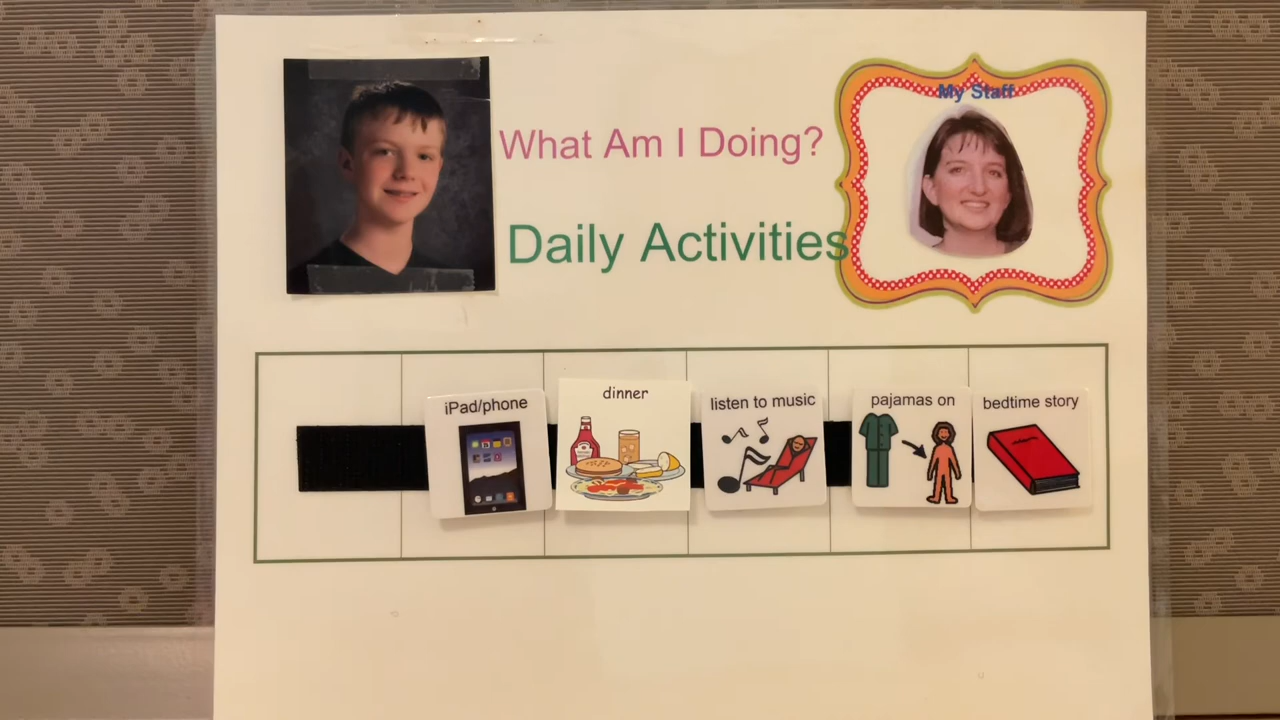 My Staff
What Am I Doing?
Daily Activities
iPad/phone
dinner
listen to music
pajamas on
bedtime story